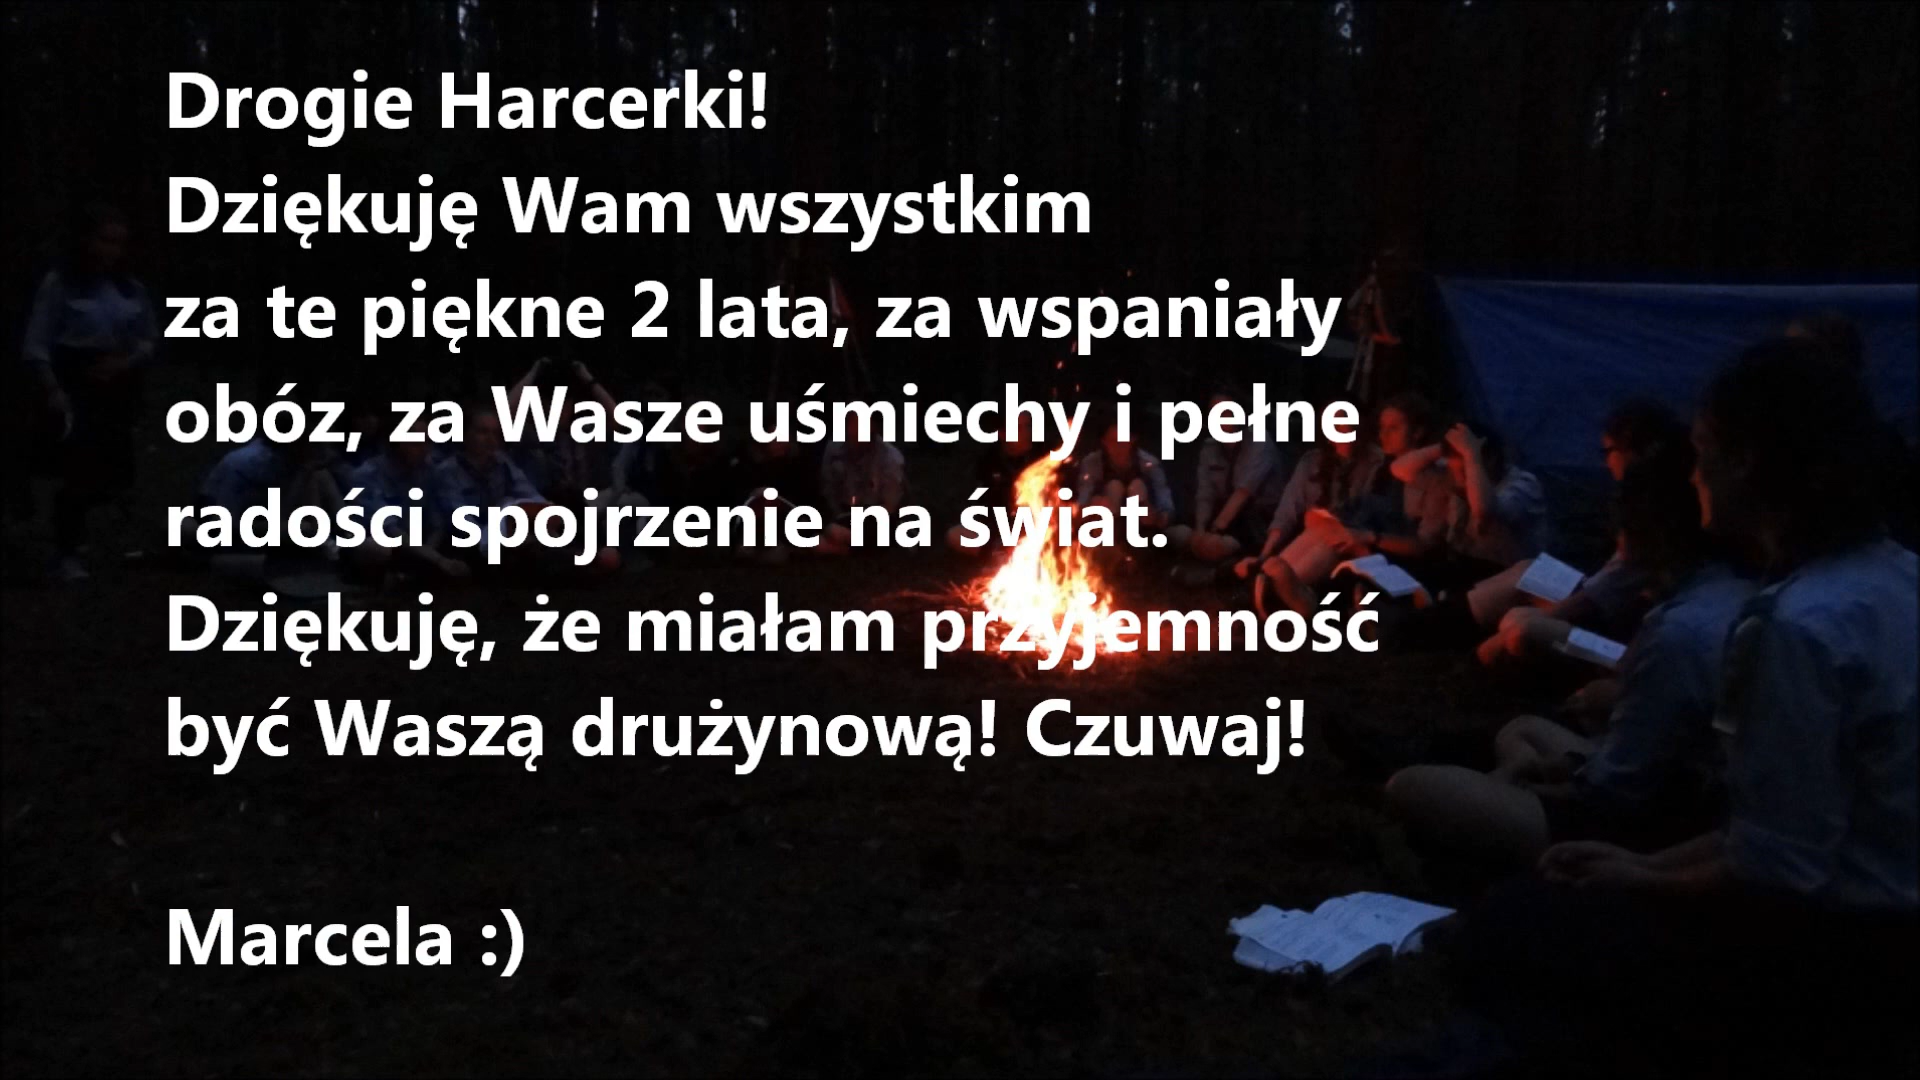 Drogie Harcerki!
Dziękuję Wam wszystkim
za te piękne 2 lata, za wspaniały
obóz, za Wasze uśmiechy i pełne
radości spojrzenie na świat.
Dziękuję, że miałam przyjemność
być Waszą drużynową! Czuwaj!
Marcela :)